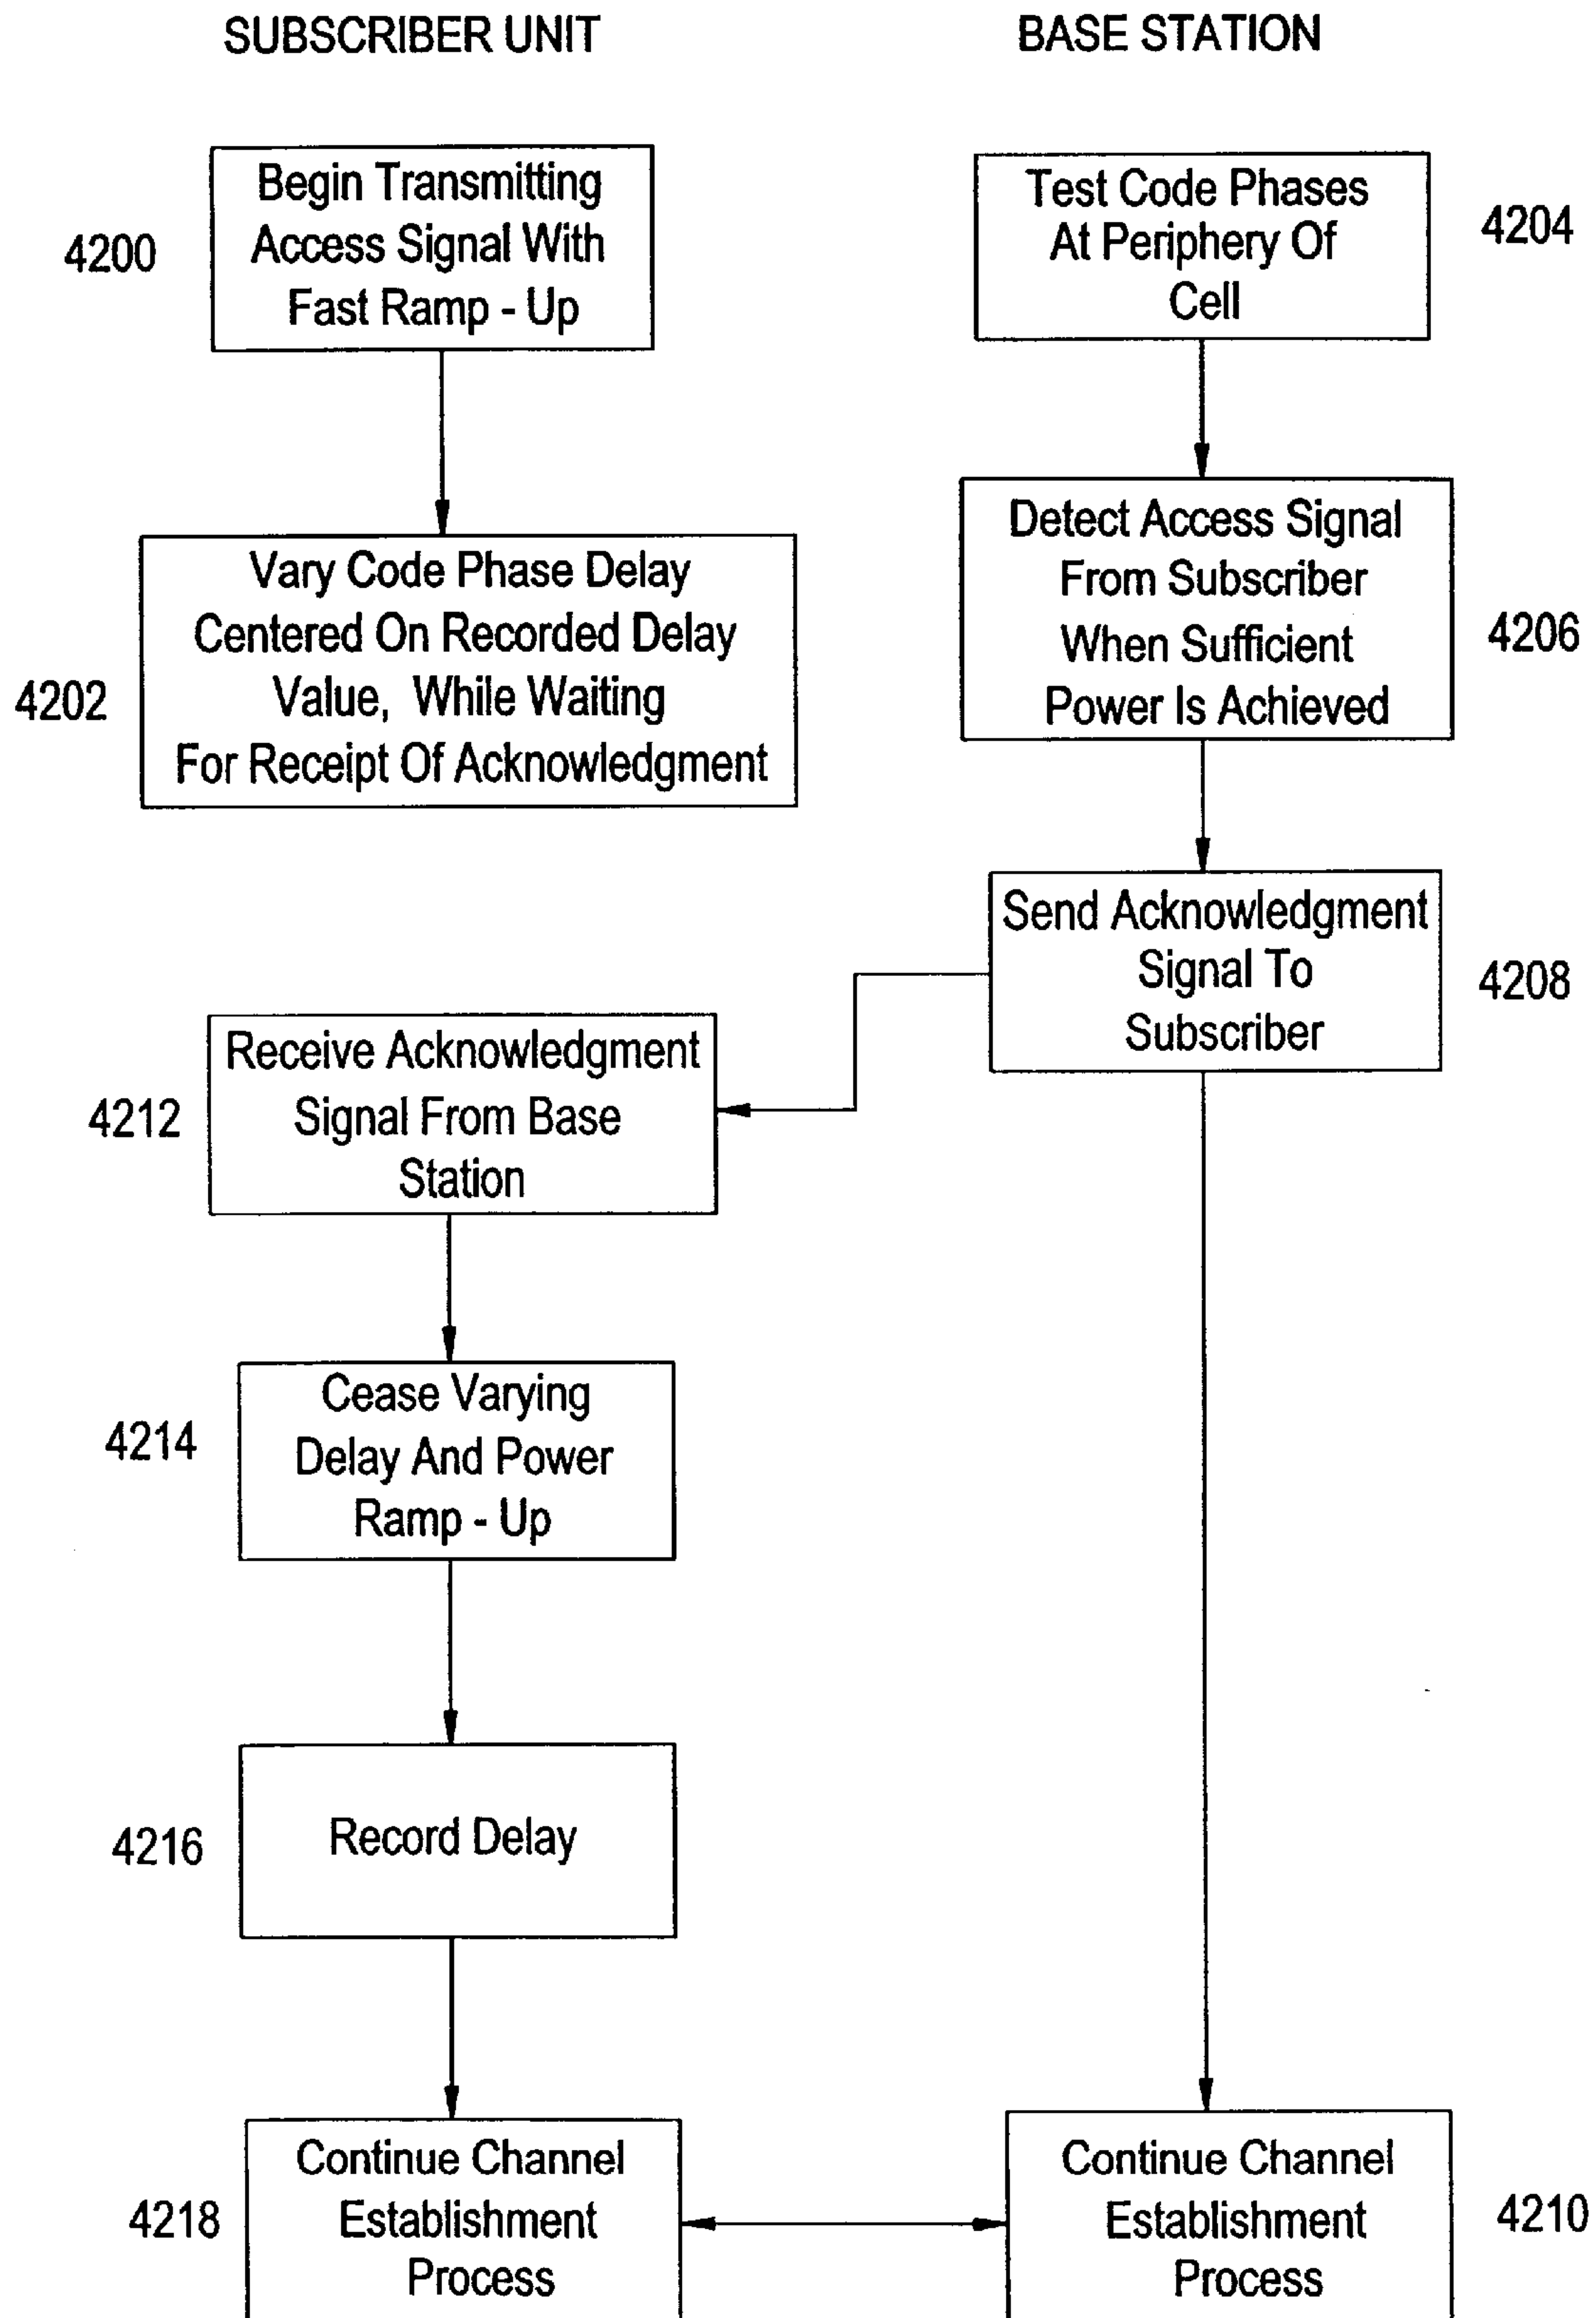 SUBSCRIBER UNIT
BASE STATION
4200
Begin Transmitting
Access Signal With
Fast Ramp - Up
Test Code Phases
At Periphery Of
Cell
4204
4202
Vary Code Phase Delay
Centered On Recorded Delay
Value, While Waiting
For Receipt Of Acknowledgment
Detect Access Signal
From Subscriber
When Sufficient
Power Is Achieved
4206
Send Acknowledgment
Signal To
Subscriber
4208
4212
Receive Acknowledgment
Signal From Base
Station
4214
Cease Varying
Delay And Power
Ramp - Up
4216
Record Delay
4218
Continue Channel
Establishment
Process
Continue Channel
Establishment
Process
4210